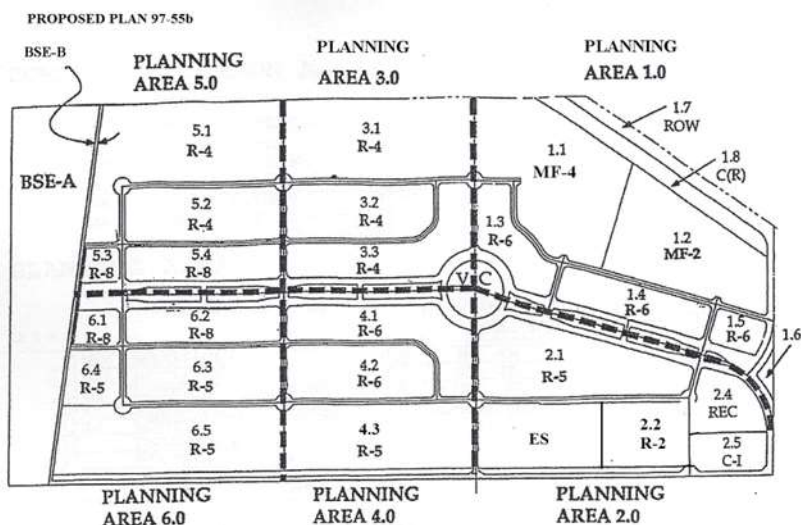 PROPOSED PLAN 97-55b
BSE-B
PLANNING
AREA 5.0
PLANNING
AREA 3.0
PLANNING
AREA 1.0
1.7
ROW
1.8
C(R)
5.1
R-4
3.1
R-4
1.1
MF-4
BSE-A
5.2
R-4
3.2
R-4
1.3
R-6
1.2
MF-2
5.3
R-8
5.4
R-8
3.3
R-4
V C
1.4
R-6
1.5
R-6
1.6
6.1
R-8
6.2
R-8
4.1
R-6
2.1
R-5
6.4
R-5
6.3
R-5
4.2
R-6
2.4
REC
6.5
R-5
4.3
R-5
ES
2.2
R-2
2.5
C-I
PLANNING
AREA 6.0
PLANNING
AREA 4.0
PLANNING
AREA 2.0